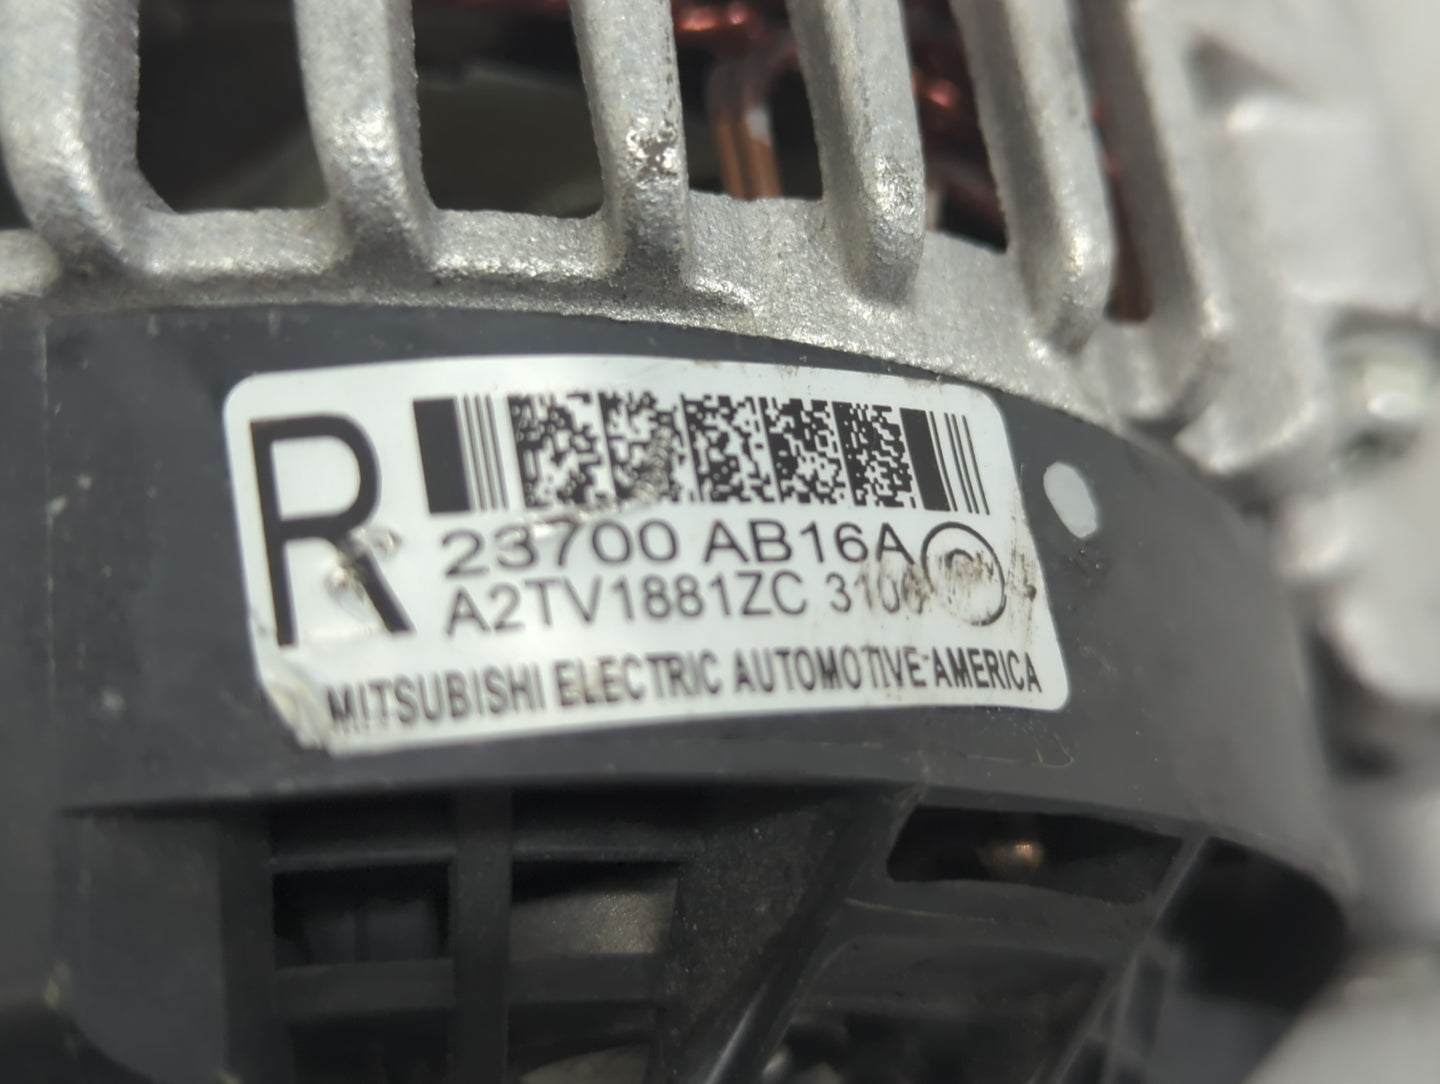 R
23700 AB16A
A2TV1881ZC
MITSUBISHI ELECTRIC AUTOMOTIVE AMERICA